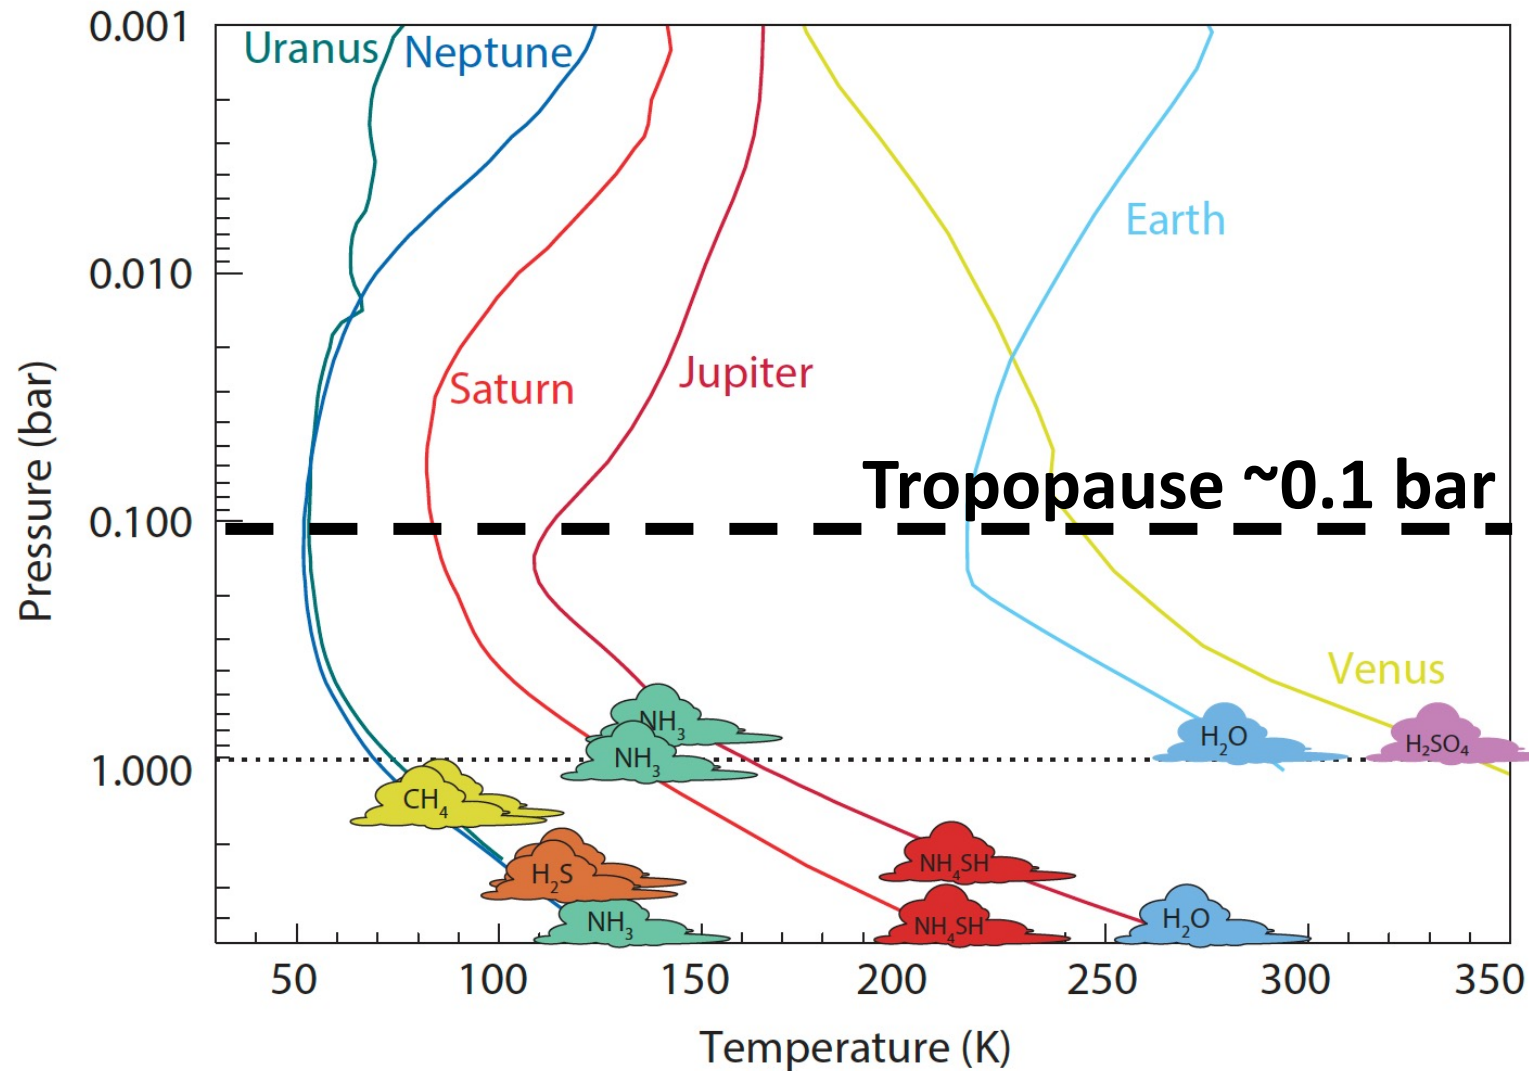 0.001
Uranus
Neptune
Earth
0.010
Jupiter
Saturn
Tropopause ~0.1 bar
0.100
Pressure (bar)
Venus
NH₃
NH₃
H₂O
H₂SO₄
1.000
CH₄
H₂S
NH₄SH
NH₃
NH₄SH
H₂O
50 100 150 200 250 300 350
Temperature (K)